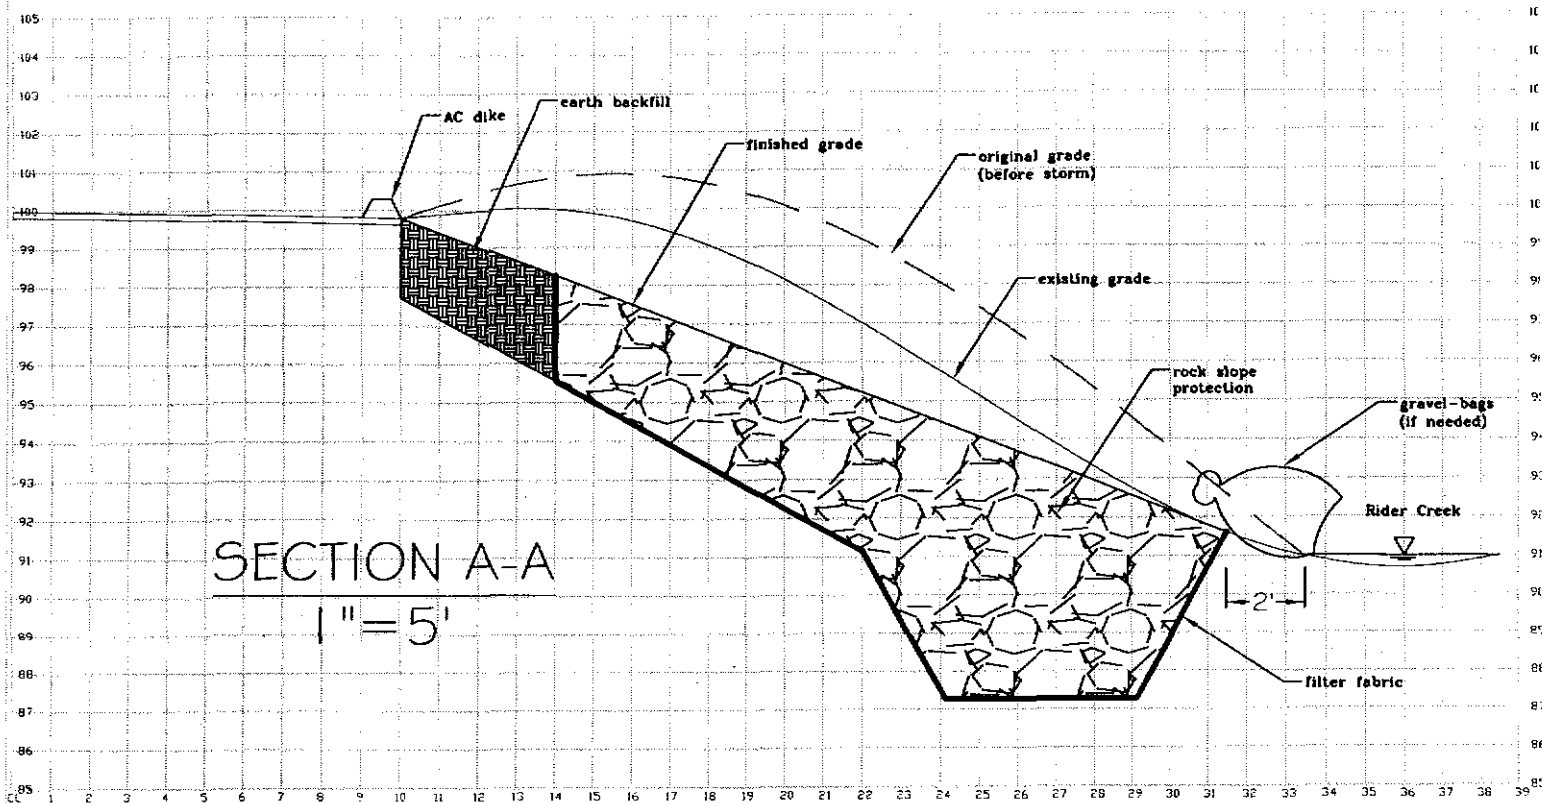 105
104
103
102
101
100
99
98
97
96
95
94
93
92
91
90
89
88
87
86
85
AC dike
earth backfill
finished grade
original grade
(before storm)
existing grade
rock slope
protection
gravel-bags
(if needed)
Rider Creek
2'
filter fabric
SECTION A-A
1"=5'
1 2 3 4 5 6 7 8 9 10 11 12 13 14 15 16 17 18 19 20 21 22 23 24 25 26 27 28 29 30 31 32 33 34 35 36 37 38 39